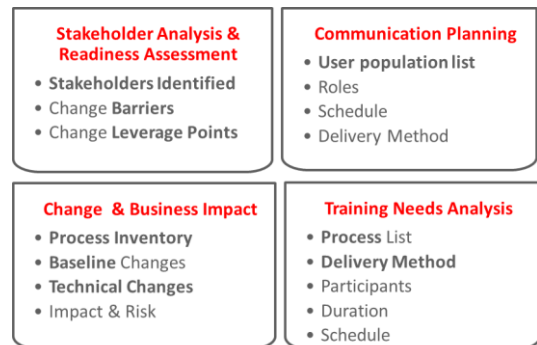 Stakeholder Analysis &
Readiness Assessment
• Stakeholders Identified
• Change Barriers
• Change Leverage Points
Communication Planning
• User population list
• Roles
• Schedule
• Delivery Method
Change & Business Impact
• Process Inventory
• Baseline Changes
• Technical Changes
• Impact & Risk
Training Needs Analysis
• Process List
• Delivery Method
• Participants
• Duration
• Schedule